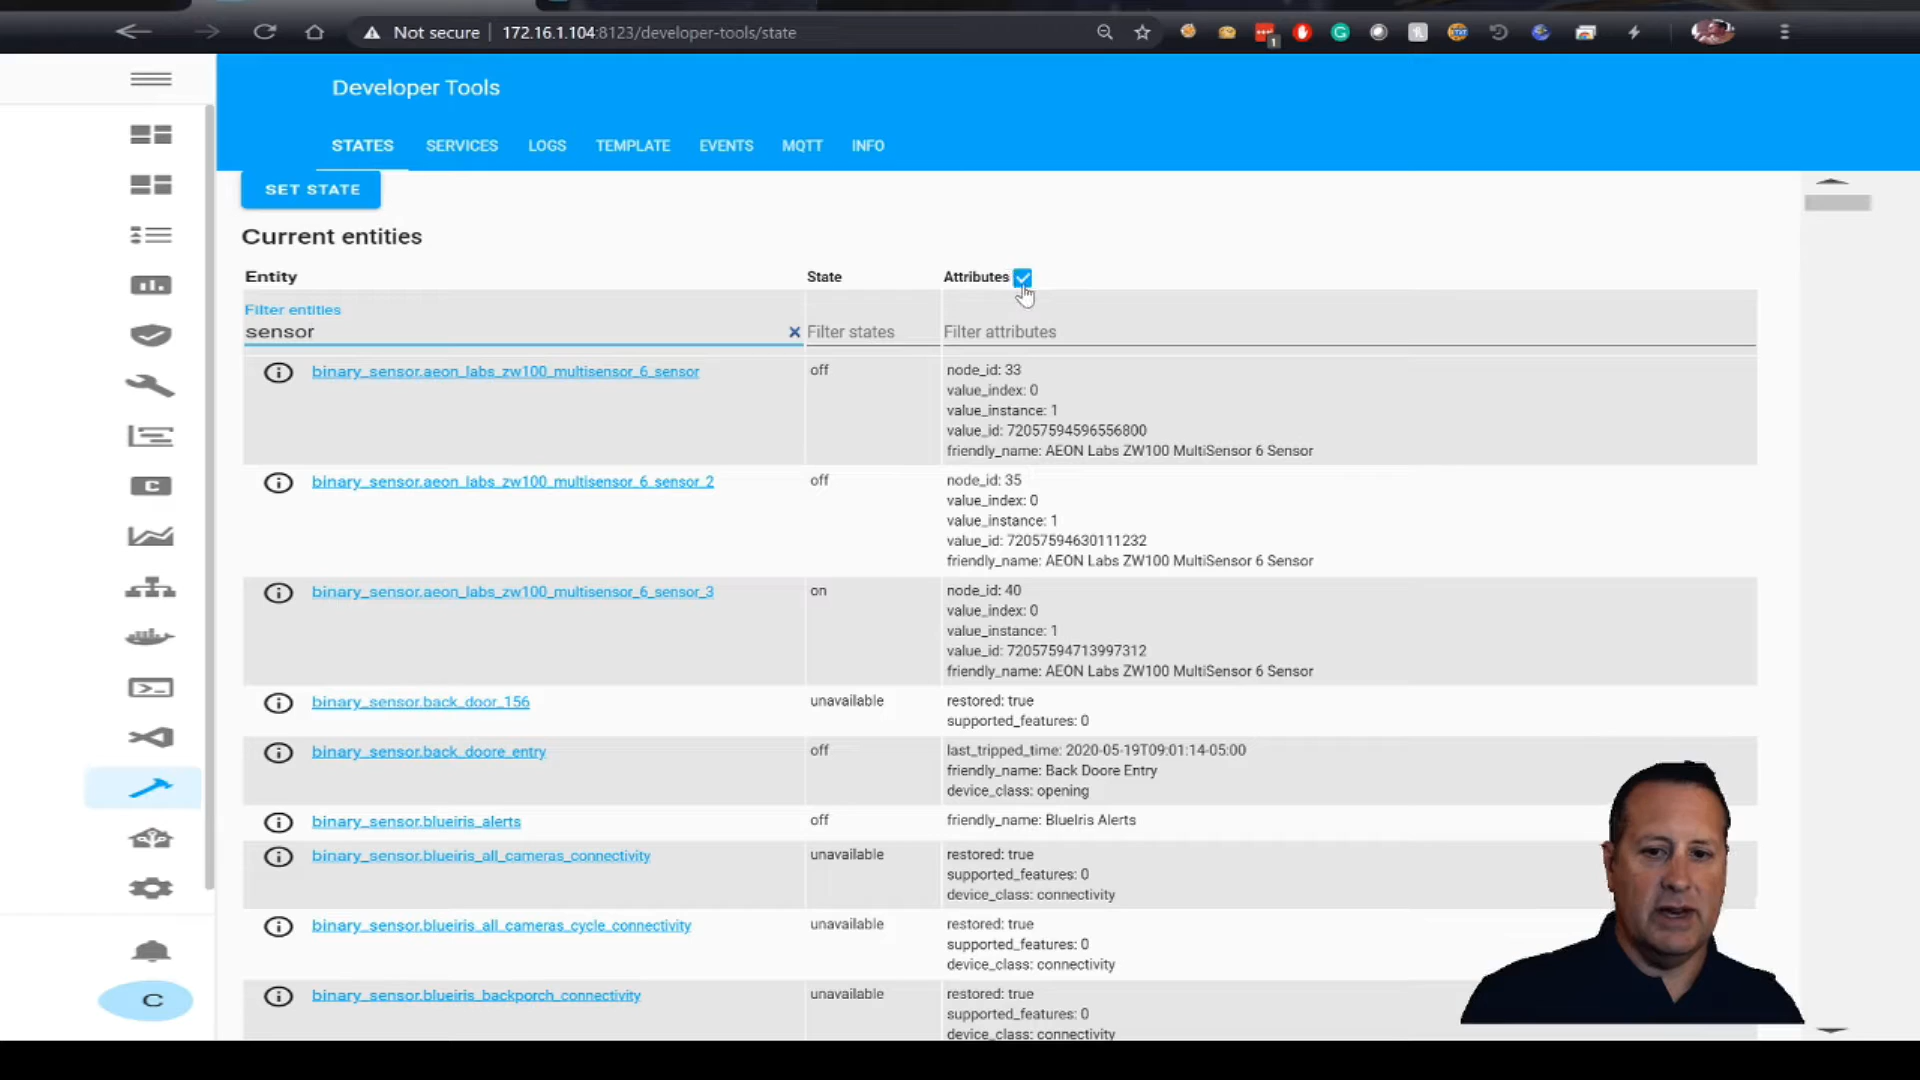 Not secure | 172.16.1.104:8123/developer-tools/state
1
Developer Tools
STATES SERVICES LOGS TEMPLATE EVENTS MQTT INFO
SET STATE
Current entities
Entity State Attributes
Filter entities
sensor Filter states Filter attributes
binary_sensor.aeon_labs_zw100_multisensor_6_sensor off node_id: 33
value_index: 0
value_instance: 1
value_id: 72057594596556800
friendly_name: AEON Labs ZW100 MultiSensor 6 Sensor
binary_sensor.aeon_labs_zw100_multisensor_6_sensor_2 off node_id: 35
value_index: 0
value_instance: 1
value_id: 72057594630111232
friendly_name: AEON Labs ZW100 MultiSensor 6 Sensor
binary_sensor.aeon_labs_zw100_multisensor_6_sensor_3 on node_id: 40
value_index: 0
value_instance: 1
value_id: 72057594713997312
friendly_name: AEON Labs ZW100 MultiSensor 6 Sensor
binary_sensor.back_door_156 unavailable restored: true
supported_features: 0
binary_sensor.back_doore_entry off last_tripped_time: 2020-05-19T09:01:14-05:00
friendly_name: Back Doore Entry
device_class: opening
binary_sensor.blueiris_alerts off friendly_name: BlueIris Alerts
binary_sensor.blueiris_all_cameras_connectivity unavailable restored: true
supported_features: 0
device_class: connectivity
binary_sensor.blueiris_all_cameras_cycle_connectivity unavailable restored: true
supported_features: 0
device_class: connectivity
binary_sensor.blueiris_backporch_connectivity unavailable restored: true
supported_features: 0
device_class: connectivity
C
C